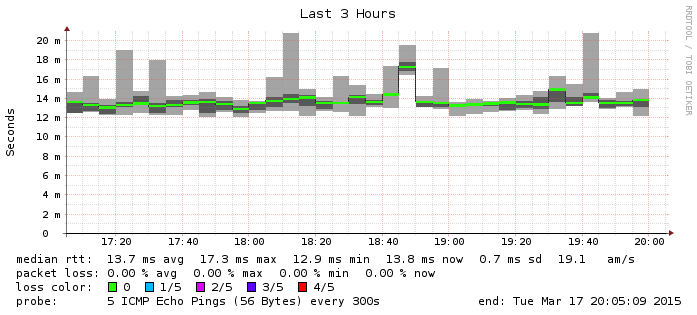 Last 3 Hours
RRDTOOL / TOBI OETIKER
Seconds
20 m
18 m
16 m
14 m
12 m
10 m
8 m
6 m
4 m
2 m
0
17:20 17:40 18:00 18:20 18:40 19:00 19:20 19:40 20:00
median rtt: 13.7 ms avg 17.3 ms max 12.9 ms min 13.8 ms now 0.7 ms sd 19.1 am/s
packet loss: 0.00 % avg 0.00 % max 0.00 % min 0.00 % now
loss color: 0 1/5 2/5 3/5 4/5
probe: 5 ICMP Echo Pings (56 Bytes) every 300s end: Tue Mar 17 20:05:09 2015